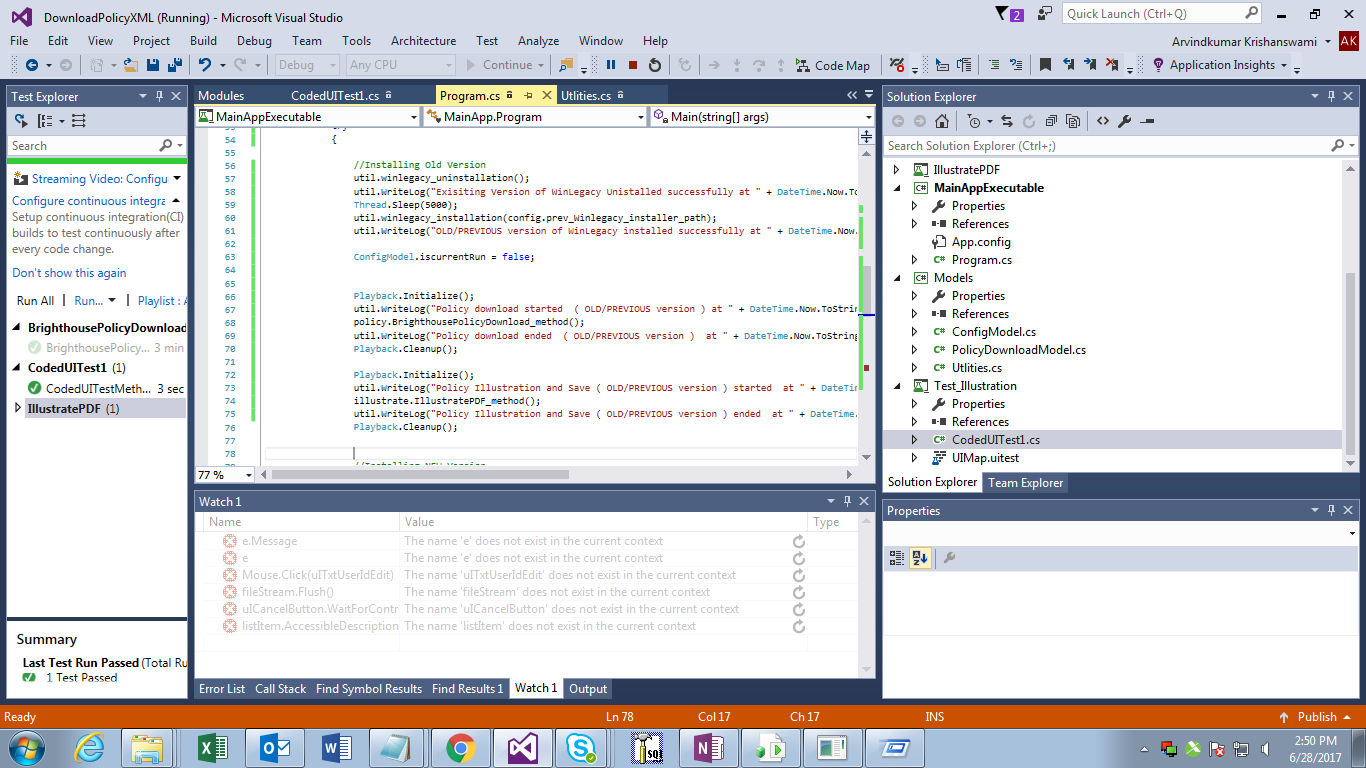 DownloadPolicyXML (Running) - Microsoft Visual Studio
2
Quick Launch (Ctrl+Q)
File Edit View Project Build Debug Team Tools Architecture Test Analyze Window Help
Arvindkumar Krishanswami AK
Debug Any CPU Continue Code Map Application Insights
Test Explorer
Search
Streaming Video: Configu
Configure continuous integra
Setup continuous integration(CI)
builds to test continuously after
every code change.
Don't show this again
Run All | Run... | Playlist : A
BrighthousePolicyDownload
BrighthousePolicy... 3 min
CodedUITest1 (1)
CodedUITestMeth... 3 sec
IllustratePDF (1)
Summary
Last Test Run Passed (Total Ru
1 Test Passed
Modules CodedUITest1.cs Program.cs Utlities.cs
MainAppExecutable MainApp.Program Main(string[] args)
53 try
54 {
55
56 //Installing Old Version
57 util.winlegacy_uninstallation();
58 util.WriteLog("Exisiting Version of WinLegacy Unistalled successfully at " + DateTime.Now.To
59 Thread.Sleep(5000);
60 util.winlegacy_installation(config.prev_Winlegacy_installer_path);
61 util.WriteLog("OLD/PREVIOUS version of WinLegacy installed successfully at " + DateTime.Now.
62
63 ConfigModel.iscurrentRun = false;
64
65
66 Playback.Initialize();
67 util.WriteLog("Policy download started ( OLD/PREVIOUS version ) at " + DateTime.Now.ToString
68 policy.BrighthousePolicyDownload_method();
69 util.WriteLog("Policy download ended ( OLD/PREVIOUS version ) at " + DateTime.Now.ToString
70 Playback.Cleanup();
71
72 Playback.Initialize();
73 util.WriteLog("Policy Illustration and Save ( OLD/PREVIOUS version ) started at " + DateTim
74 illustrate.IllustratePDF_method();
75 util.WriteLog("Policy Illustration and Save ( OLD/PREVIOUS version ) ended at " + DateTime.
76 Playback.Cleanup();
77
78
79 //Installing NEW Version
77 %
Watch 1
Name Value Type
e.Message The name 'e' does not exist in the current context
e The name 'e' does not exist in the current context
Mouse.Click(uITxtUserIdEdit) The name 'uITxtUserIdEdit' does not exist in the current context
fileStream.Flush() The name 'fileStream' does not exist in the current context
uICancelButton.WaitForContr The name 'uICancelButton' does not exist in the current context
listItem.AccessibleDescription The name 'listItem' does not exist in the current context
Error List Call Stack Find Symbol Results Find Results 1 Watch 1 Output
Solution Explorer
Search Solution Explorer (Ctrl+;)
IllustratePDF
MainAppExecutable
Properties
References
App.config
Program.cs
Models
Properties
References
ConfigModel.cs
PolicyDownloadModel.cs
Utlities.cs
Test_Illustration
Properties
References
CodedUITest1.cs
UIMap.uitest
Solution Explorer Team Explorer
Properties
Ready Ln 78 Col 17 Ch 17 INS Publish
SQL
2:50 PM
6/28/2017